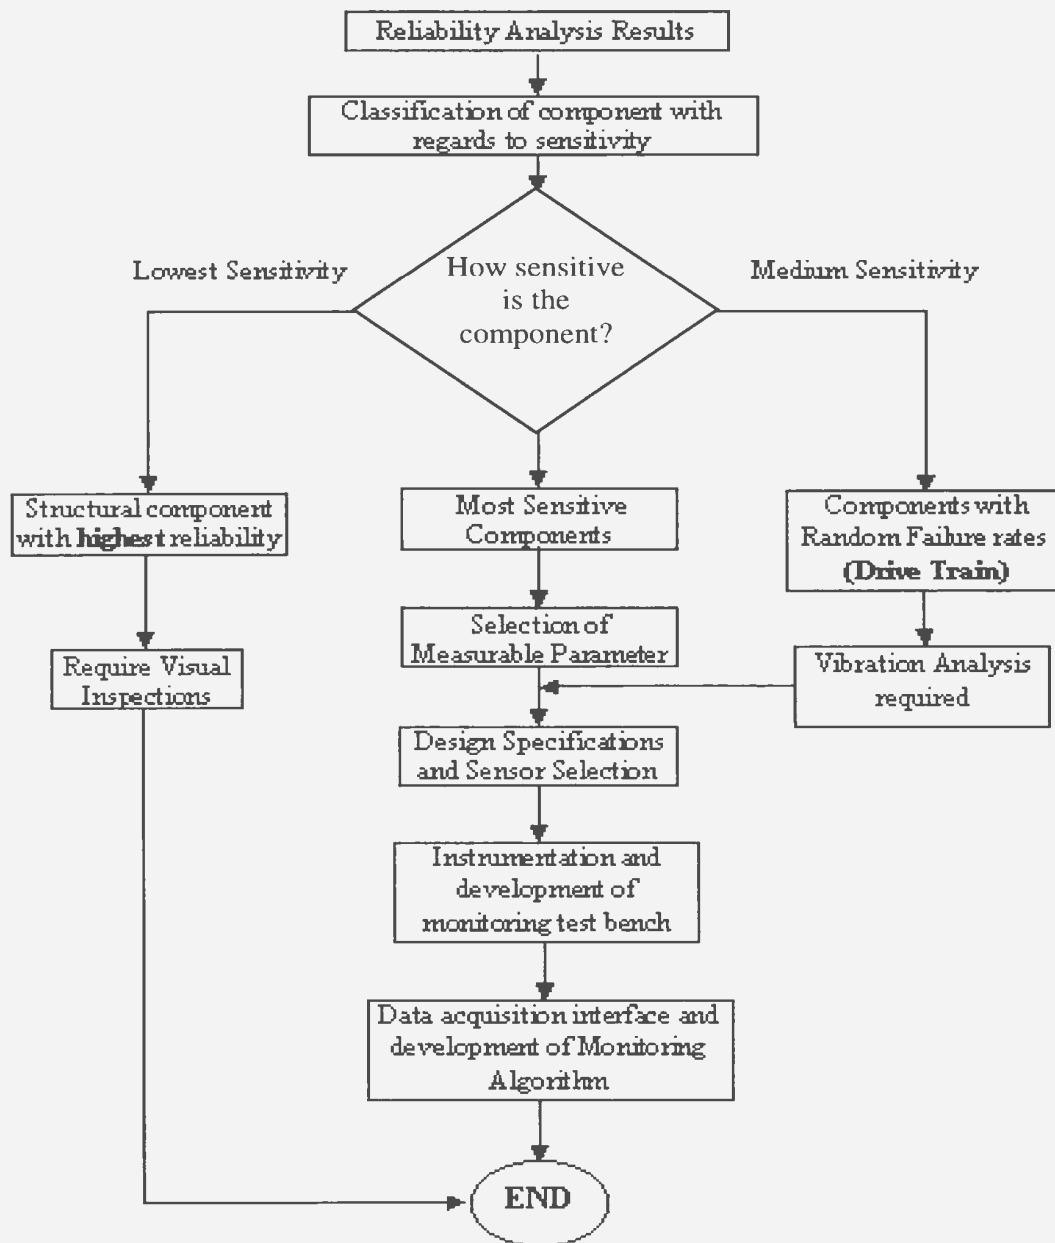 Reliability Analysis Results
Classification of component with
regards to sensitivity
Lowest Sensitivity
How sensitive
is the
component?
Medium Sensitivity
Structural component
with highest reliability
Most Sensitive
Components
Components with
Random Failure rates
(Drive Train)
Require Visual
Inspections
Selection of
Measurable Parameter
Vibration Analysis
required
Design Specifications
and Sensor Selection
Instrumentation and
development of
monitoring test bench
Data acquisition interface and
development of Monitoring
Algorithm
END